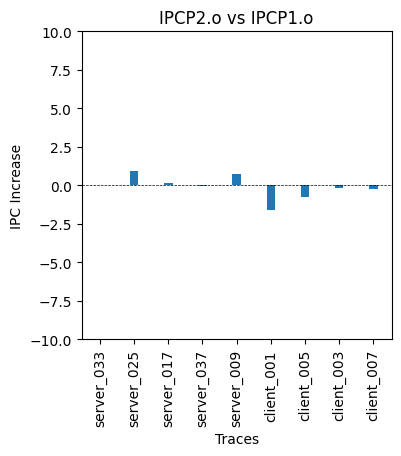 IPCP2.o vs IPCP1.o
10.0
7.5
5.0
2.5
0.0
−2.5
−5.0
−7.5
−10.0
IPC Increase
server_033
server_025
server_017
server_037
server_009
client_001
client_005
client_003
client_007
Traces